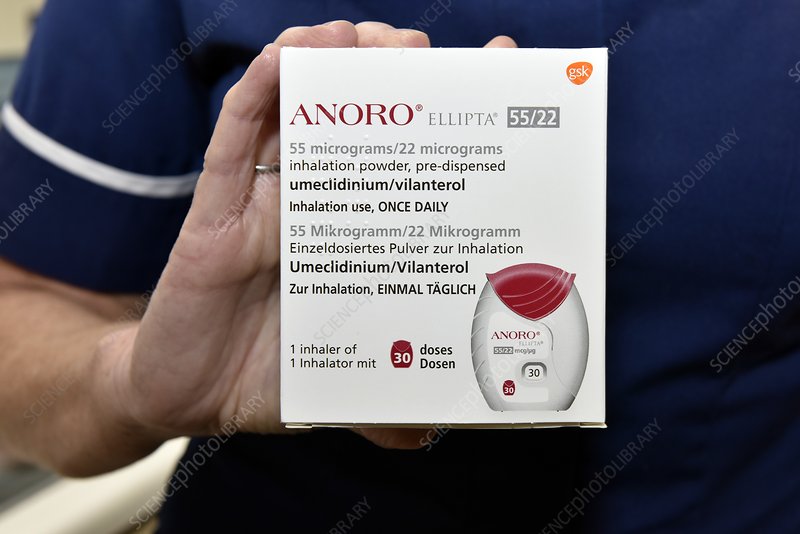 gsk
ANORO® ELLIPTA® 55/22
55 micrograms/22 micrograms
inhalation powder, pre-dispensed
umeclidinium/vilanterol
Inhalation use, ONCE DAILY
55 Mikrogramm/22 Mikrogramm
Einzeldosiertes Pulver zur Inhalation
Umeclidinium/Vilanterol
Zur Inhalation, EINMAL TÄGLICH
1 inhaler of 30 doses
1 Inhalator mit Dosen
ANORO®
ELLIPTA®
55/22 mcg/µg
30
30
SCIENCEphotoLIBRARY